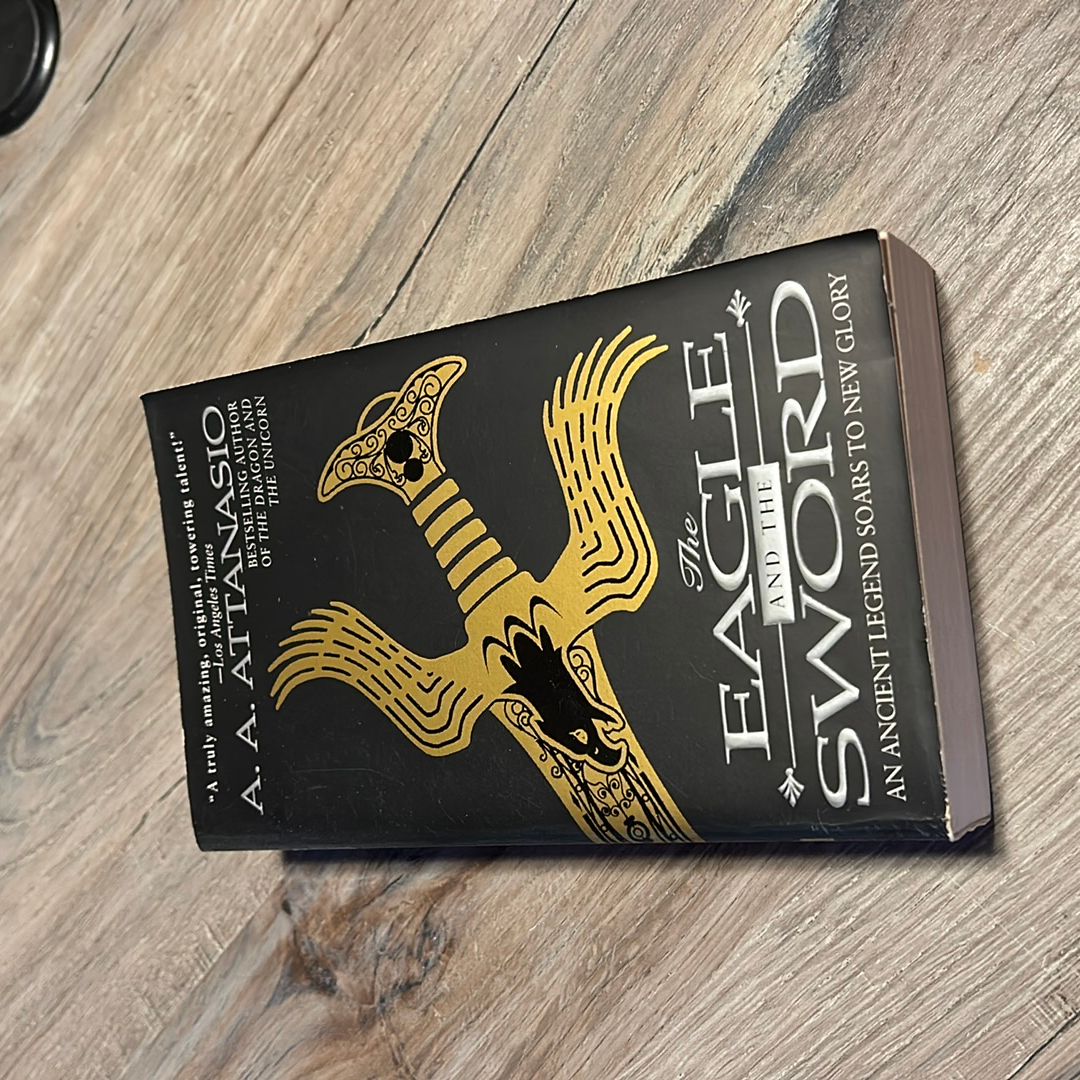 "A truly amazing, original, towering talent!"
—Los Angeles Times
A. A. ATTANASIO
BESTSELLING AUTHOR
OF THE DRAGON AND
THE UNICORN
The
EAGLE
AND THE
SWORD
AN ANCIENT LEGEND SOARS TO NEW GLORY